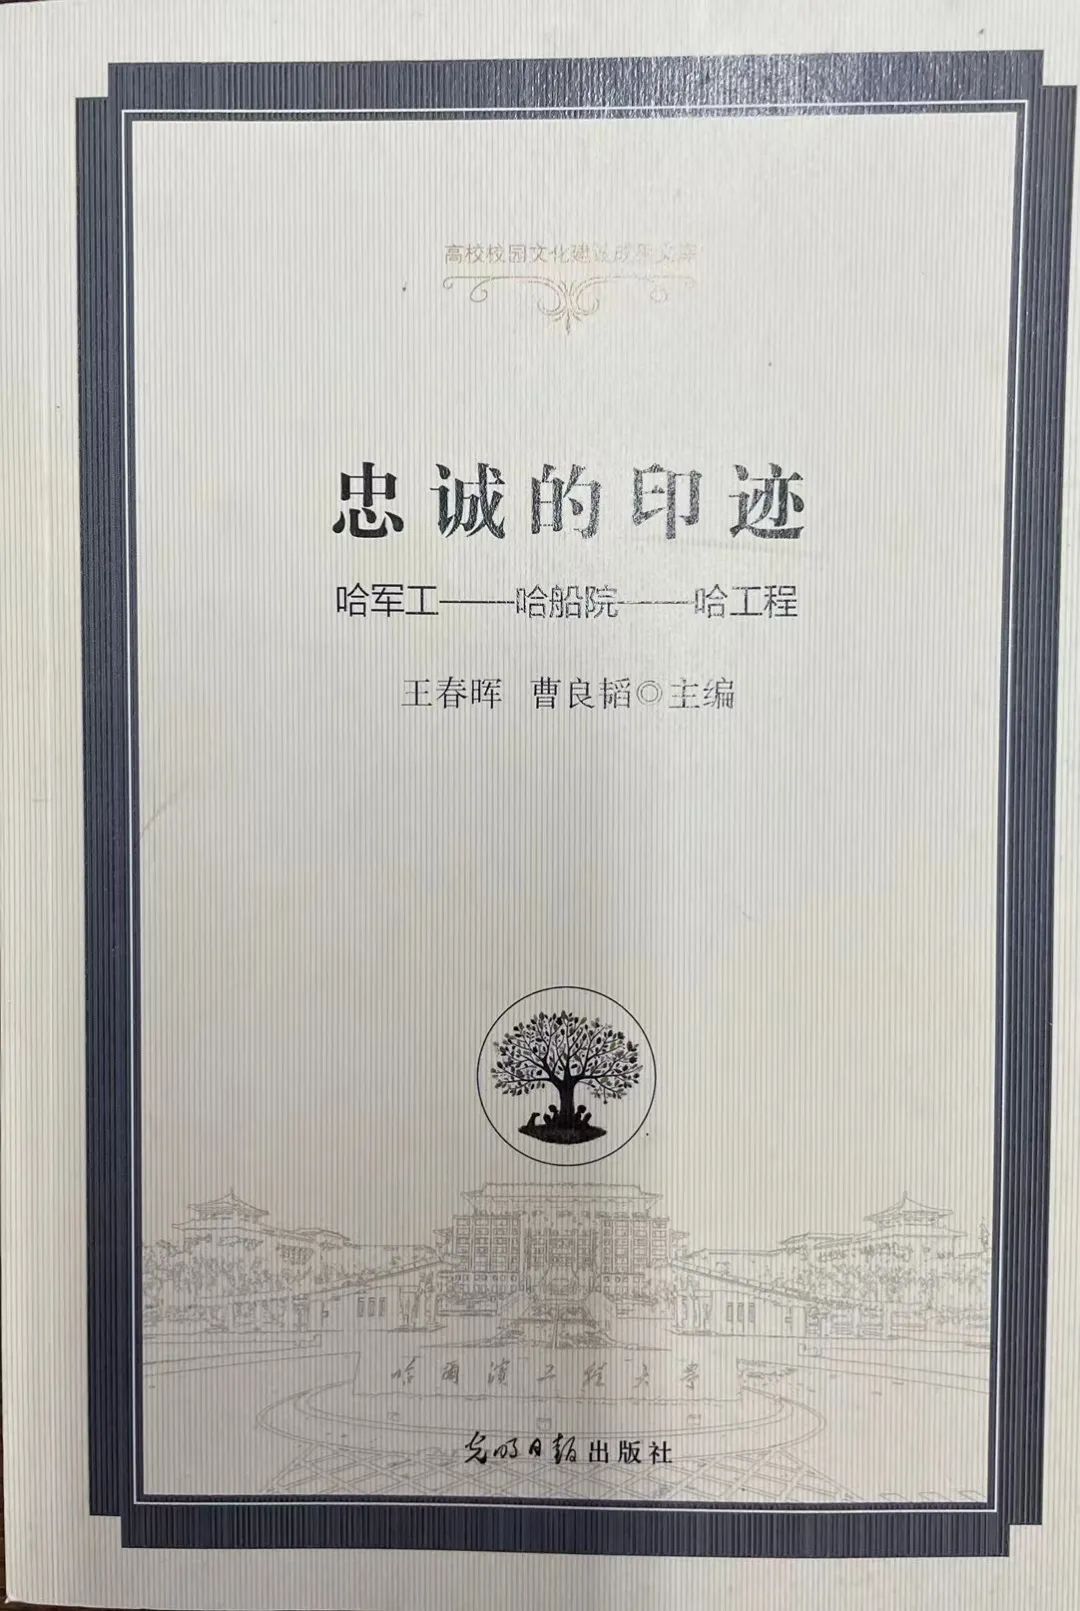 高校校园文化建设成果文库
忠诚的印迹
哈军工——哈船院——哈工程
王春晖 曹良韬◎主编
哈尔滨工程大学
光明日报出版社